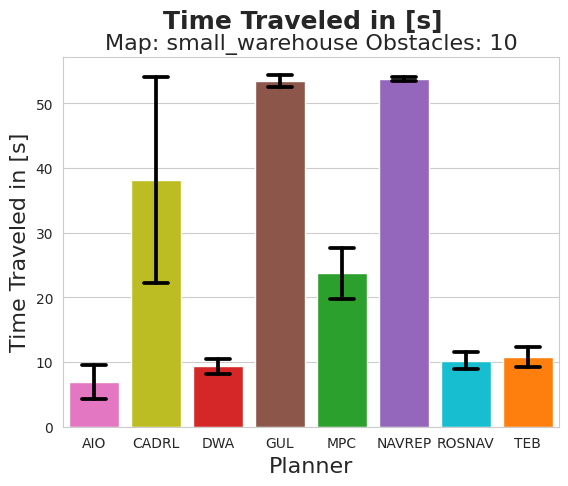 Time Traveled in [s]
Map: small_warehouse Obstacles: 10
Time Traveled in [s]
50
40
30
20
10
0
AIO CADRL DWA GUL MPC NAVREP ROSNAV TEB
Planner